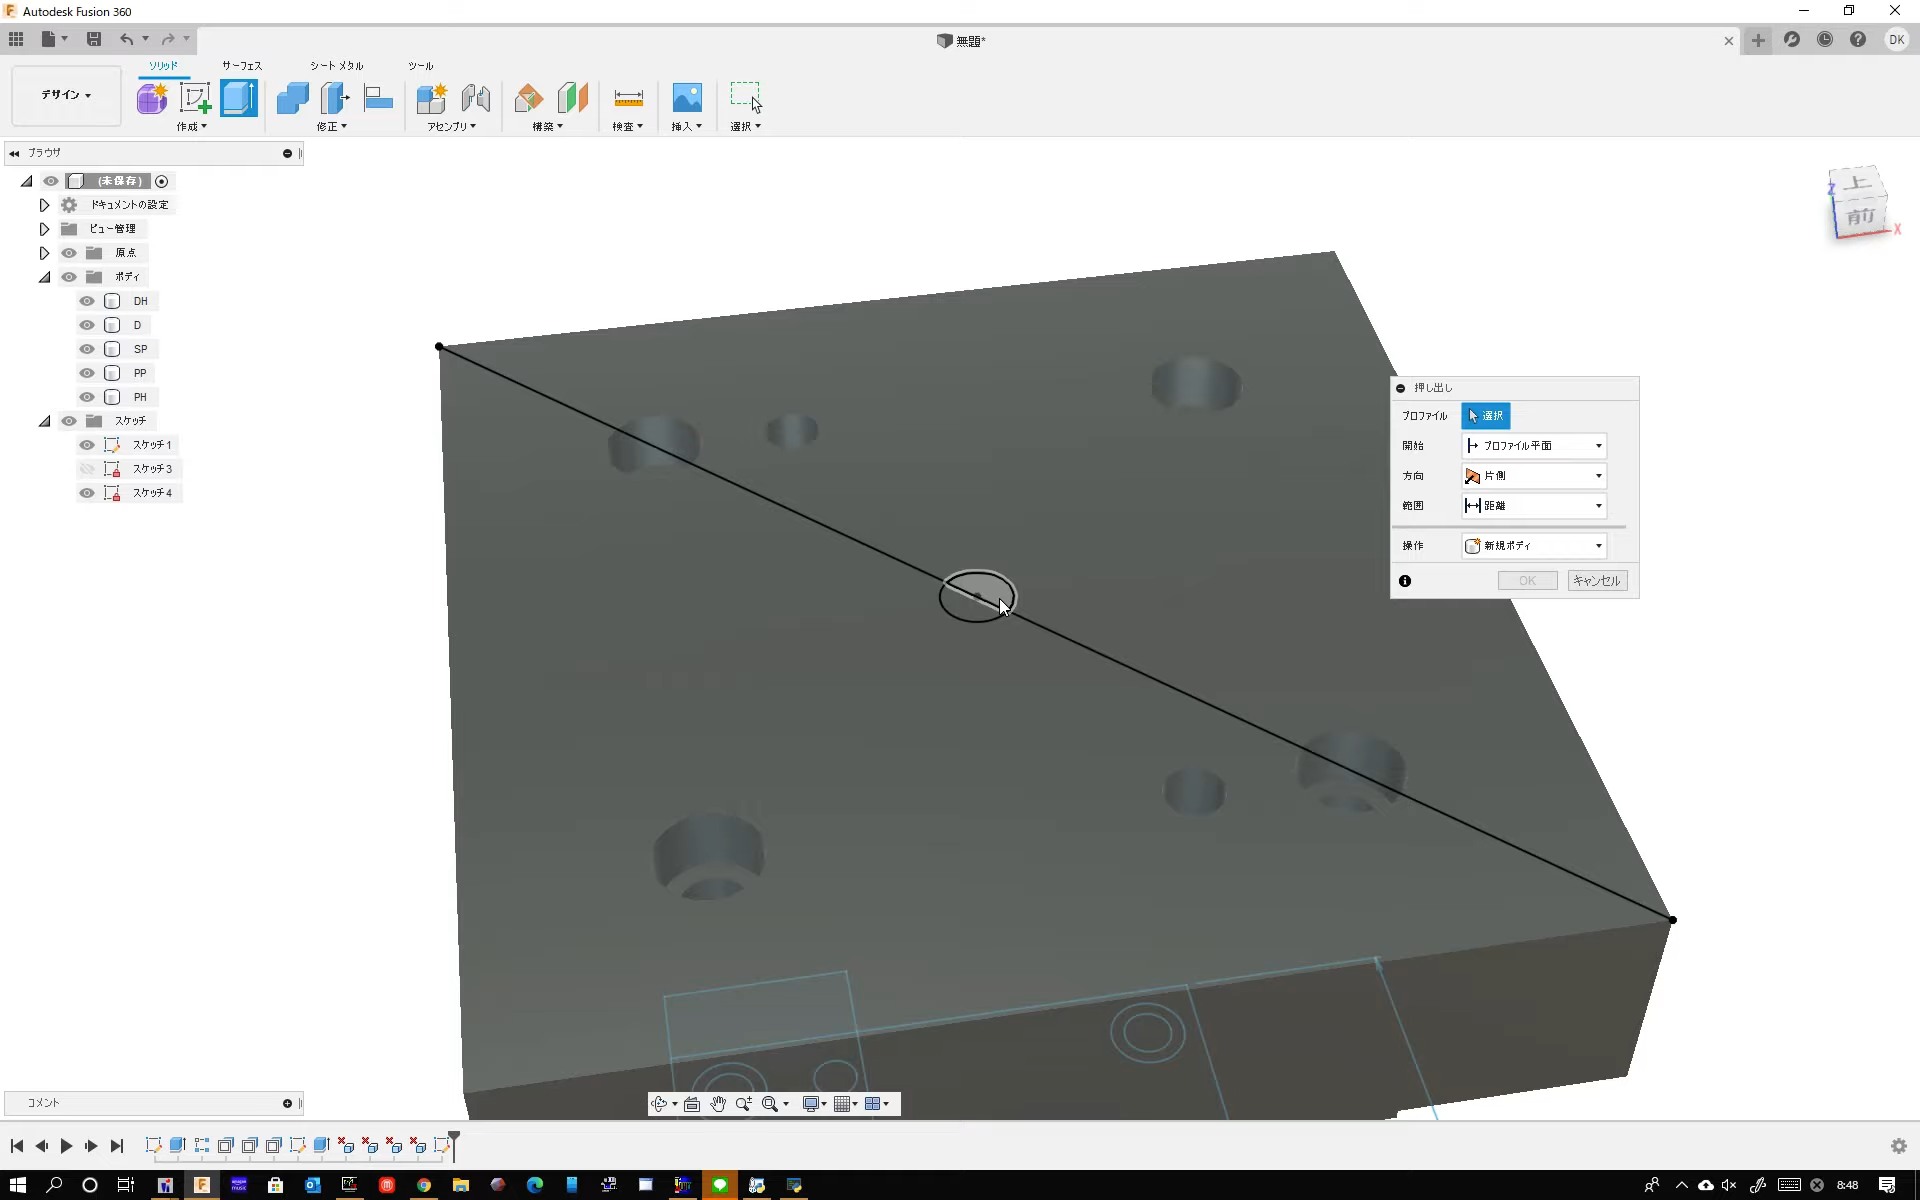 Autodesk Fusion 360
無題*
DK
デザイン
ソリッド
サーフェス
シート メタル
ツール
作成
修正
アセンブリ
構築
検査
挿入
選択
ブラウザ
(未保存)
ドキュメントの設定
ビュー管理
原点
ボディ
DH
D
SP
PP
PH
スケッチ
スケッチ1
スケッチ3
スケッチ4
上
前
Z
X
押し出し
プロファイル
選択
開始
プロファイル平面
方向
片側
範囲
距離
操作
新規ボディ
OK
キャンセル
コメント
8:48